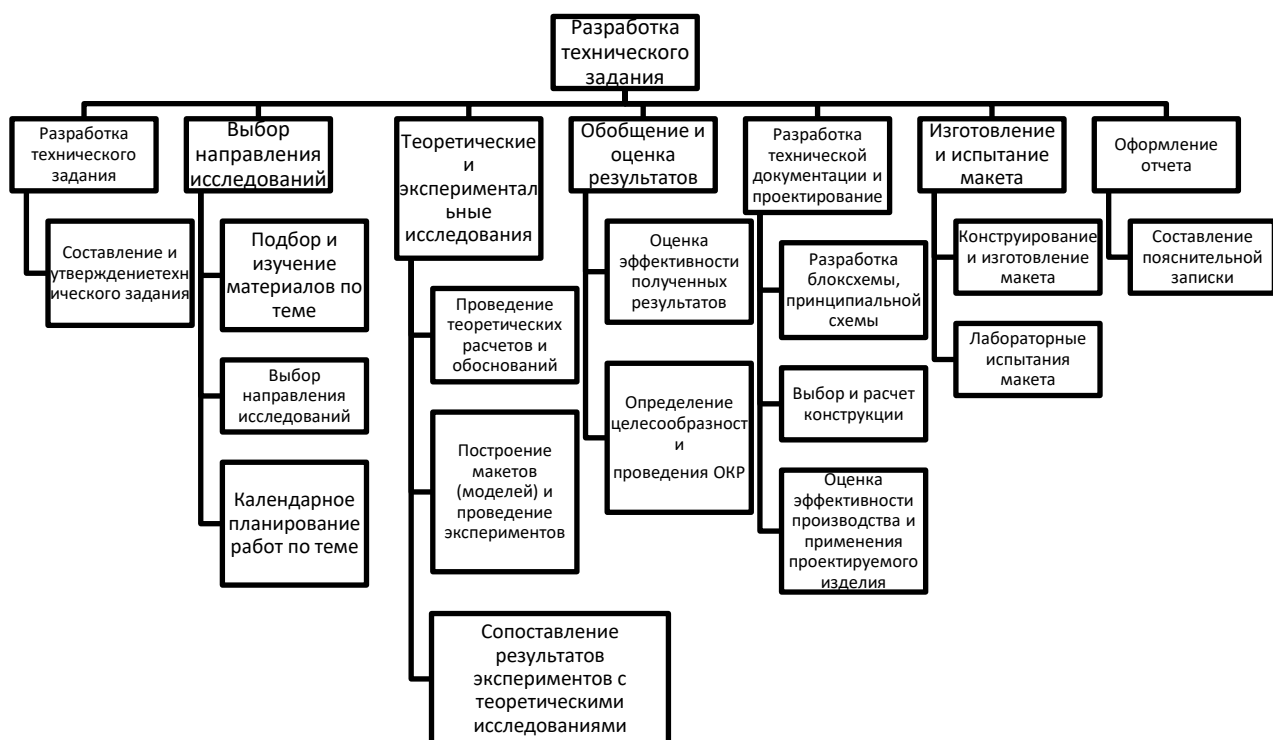 Разработка
технического
задания
Разработка
технического
задания
Составление и
утверждениетехн
ического задания
Выбор
направления
исследований
Подбор и
изучение
материалов по
теме
Выбор
направления
исследований
Календарное
планирование
работ по теме
Теоретические
и
экспериментал
ьные
исследования
Проведение
теоретических
расчетов и
обоснований
Построение
макетов
(моделей) и
проведение
экспериментов
Сопоставление
результатов
экспериментов с
теоретическими
исследованиями
Обобщение и
оценка
результатов
Оценка
эффективности
полученных
результатов
Определение
целесообразност
и
проведения ОКР
Разработка
технической
документации и
проектирование
Разработка
блоксхемы,
принципиальной
схемы
Выбор и расчет
конструкции
Оценка
эффективности
производства и
применения
проектируемого
изделия
Изготовление
и испытание
макета
Конструирование
и изготовление
макета
Лабораторные
испытания
макета
Оформление
отчета
Составление
пояснительной
записки